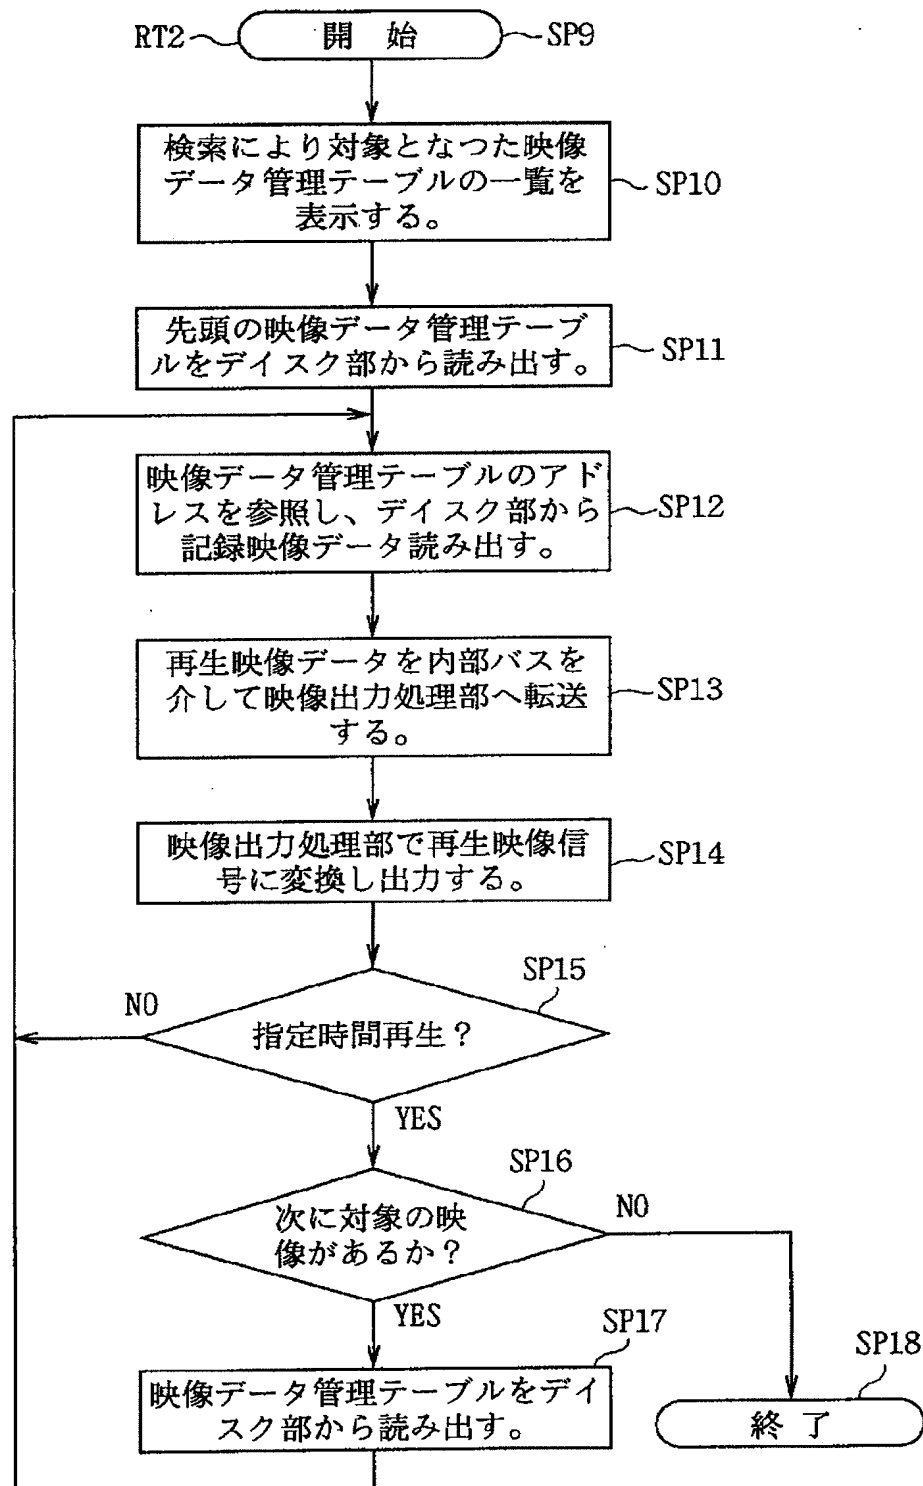 RT2
開 始
SP9
検索により対象となつた映像
データ管理テーブルの一覧を
表示する。
SP10
先頭の映像データ管理テーブ
ルをデイスク部から読み出す。
SP11
映像データ管理テーブルのアド
レスを参照し、デイスク部から
記録映像データ読み出す。
SP12
再生映像データを内部バスを
介して映像出力処理部へ転送
する。
SP13
映像出力処理部で再生映像信
号に変換し出力する。
SP14
SP15
NO
指定時間再生？
YES
SP16
次に対象の映
像があるか？
NO
YES
SP17
映像データ管理テーブルをデイ
スク部から読み出す。
SP18
終 了